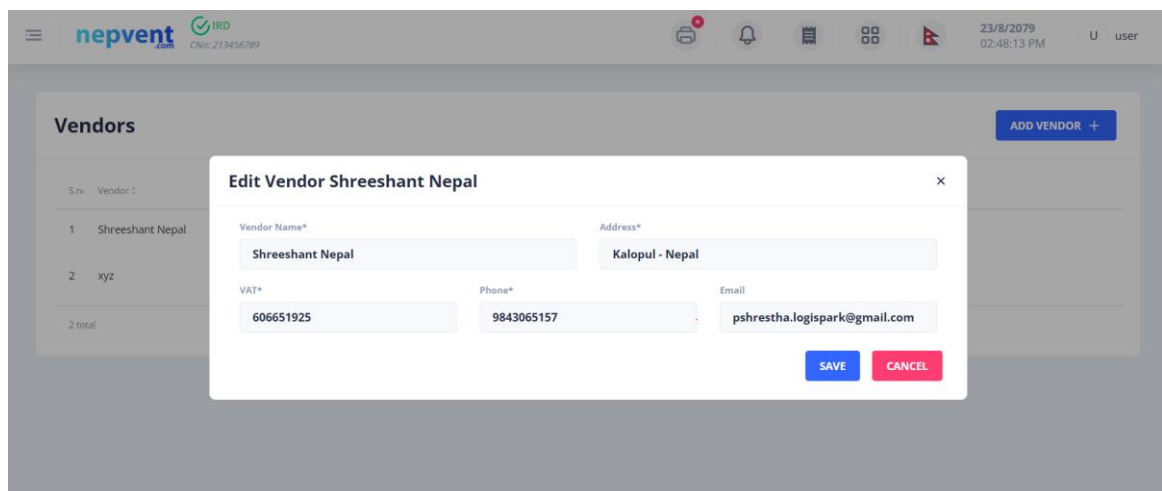 nepvent
.com
IRD
CNo: 213456789
23/8/2079
02:48:13 PM
U user
Vendors
ADD VENDOR +
Edit Vendor Shreeshant Nepal ×
S.n Vendor
Vendor Name* Address*
1 Shreeshant Nepal
Shreeshant Nepal Kalopul - Nepal
2 xyz
VAT* Phone* Email
606651925 9843065157 pshrestha.logispark@gmail.com
2 total
SAVE CANCEL